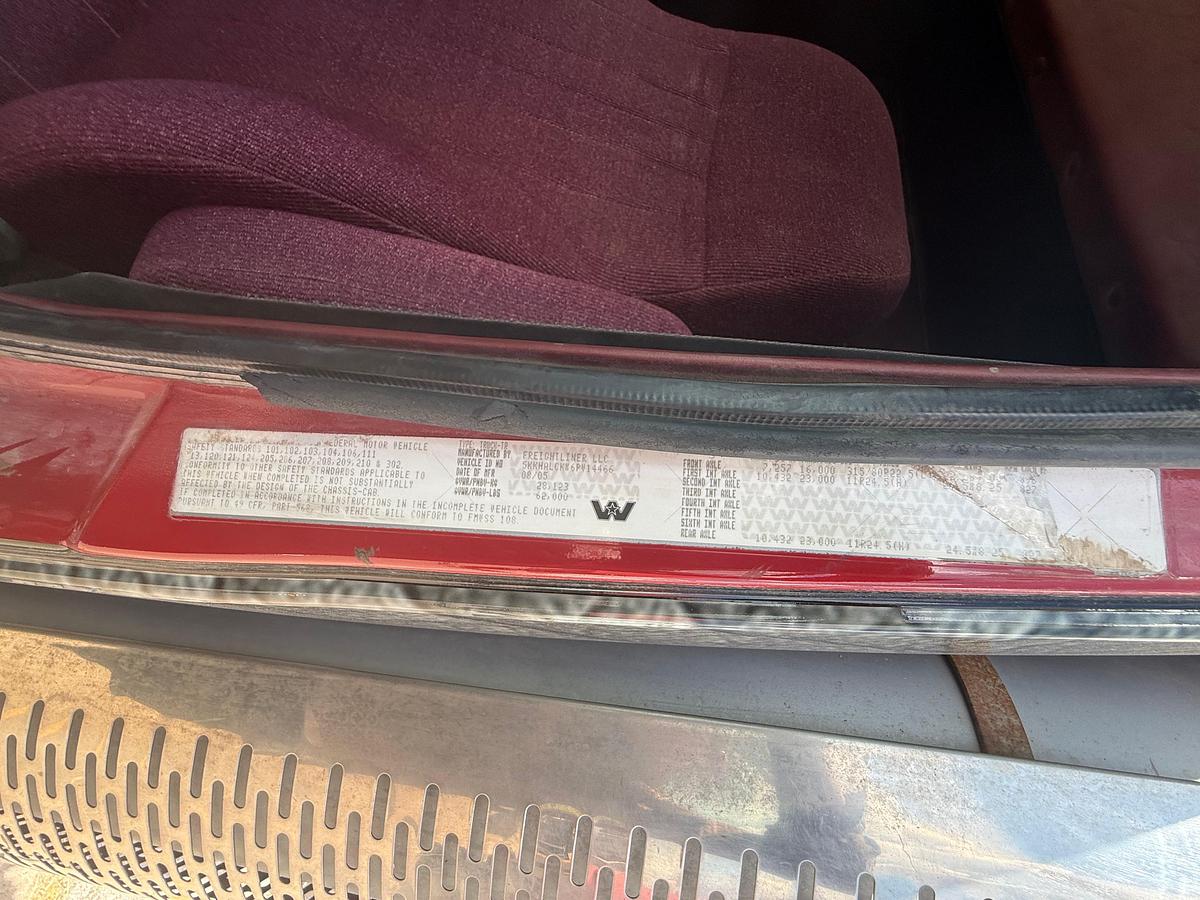 FEDERAL MOTOR VEHICLE
SAFETY STANDARDS 101,102,103,104,106,111
113,120,121,124,205,206,207,208,209,210 & 302.
CONFORMITY TO OTHER SAFETY STANDARDS APPLICABLE TO
THIS VEHICLE WHEN COMPLETED IS NOT SUBSTANTIALLY
AFFECTED BY THE DESIGN OF THE CHASSIS-CAB.
IF COMPLETED IN ACCORDANCE WITH INSTRUCTIONS IN THE INCOMPLETE VEHICLE DOCUMENT
PURSUANT TO 49 CFR, PART 568, THIS VEHICLE WILL CONFORM TO FMVSS 108.
TYPE: TRUCK-TR
MANUFACTURED BY FREIGHTLINER LLC
VEHICLE ID NO
DATE OF MFR 08/05
GVWR/PNBV-KG 28,123
GVWR/PNBV-LBS 62,000
W
FRONT AXLE 7,257 16,000
SECOND INT AXLE 10,432 23,000 11R24.5(H)
THIRD INT AXLE
FOURTH INT AXLE
FIFTH INT AXLE
SIXTH INT AXLE
REAR AXLE 10,432 23,000 11R24.5(H)